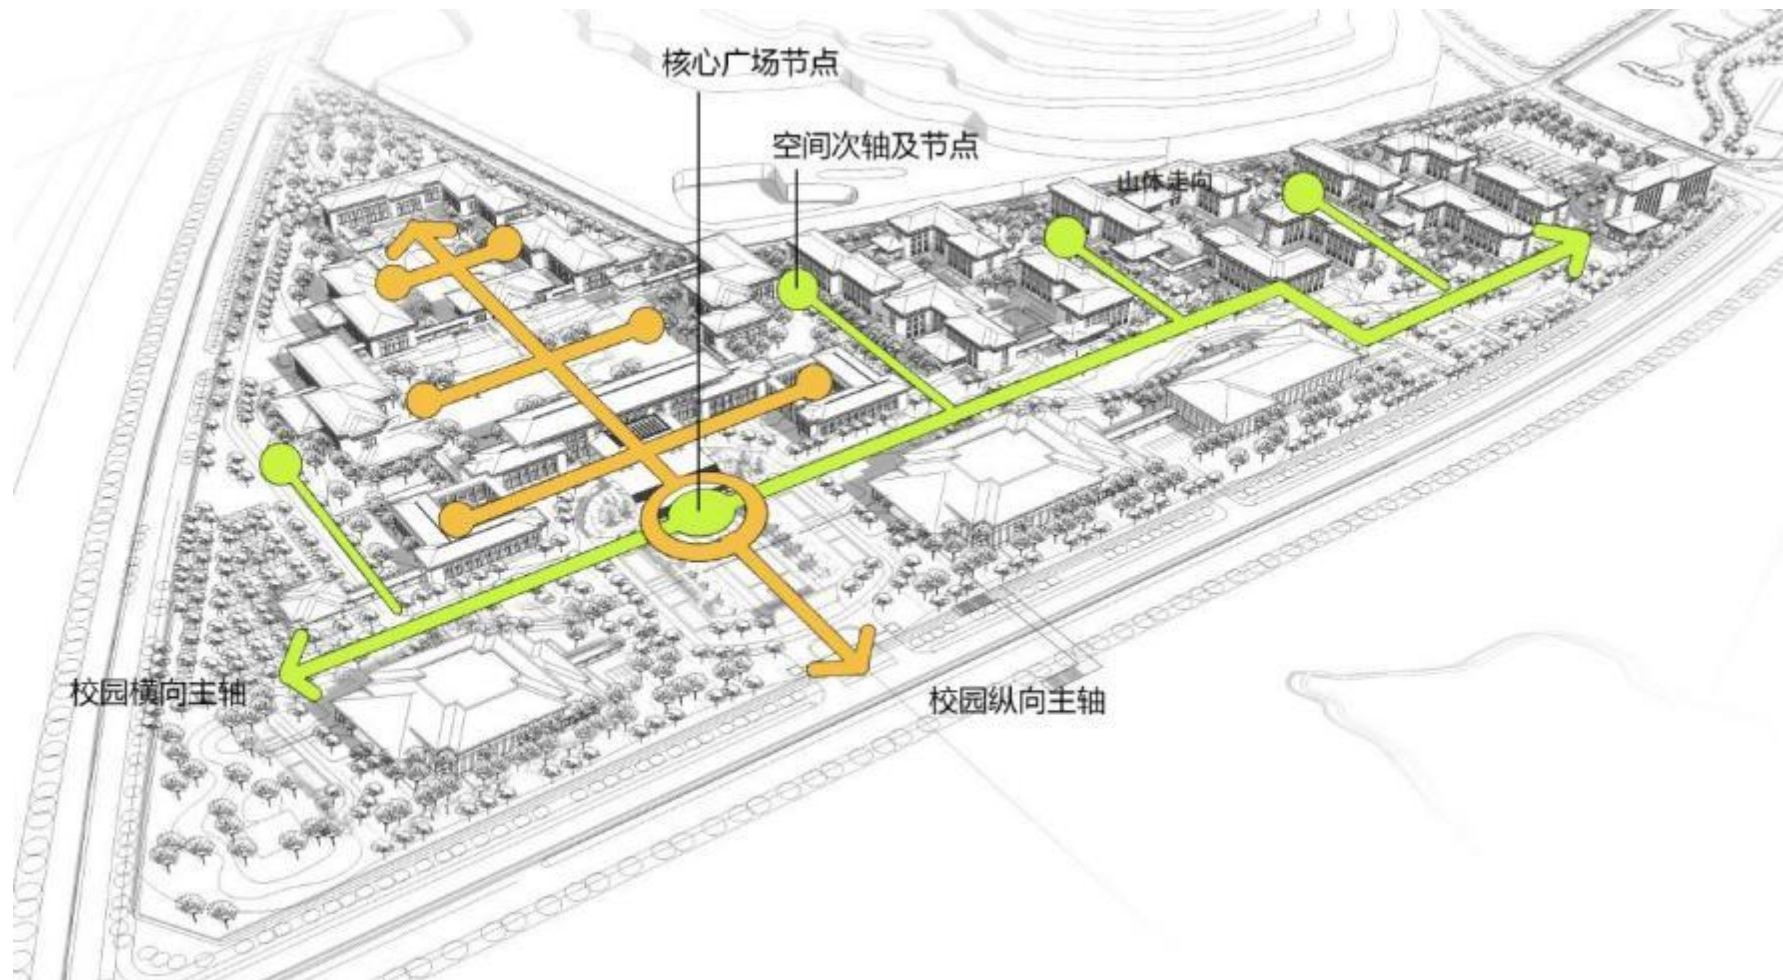 核心广场节点
空间次轴及节点
山体走向
校园横向主轴
校园纵向主轴